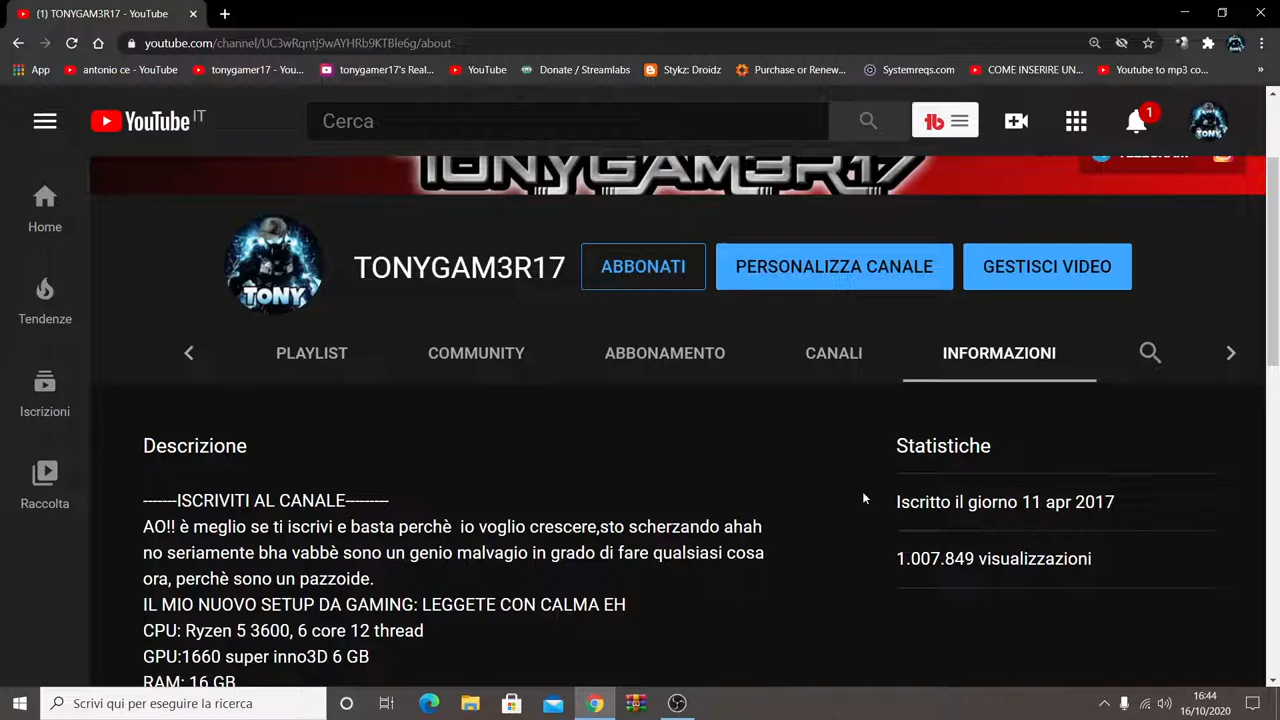 (1) TONYGAM3R17 - YouTube
youtube.com/channel/UC3wRqntj9wAYHRb9KTBle6g/about
App
antonio ce - YouTube
tonygamer17 - You...
tonygamer17's Real...
YouTube
Donate / Streamlabs
Stykz: Droidz
Purchase or Renew...
Systemreqs.com
COME INSERIRE UN...
Youtube to mp3 co...
YouTube IT
Cerca
tb
1
TONY
TONYGAM3R17
Home
Tendenze
Iscrizioni
Raccolta
TONY
TONYGAM3R17
ABBONATI
PERSONALIZZA CANALE
GESTISCI VIDEO
PLAYLIST
COMMUNITY
ABBONAMENTO
CANALI
INFORMAZIONI
Descrizione
-------ISCRIVITI AL CANALE---------
AO!! è meglio se ti iscrivi e basta perchè io voglio crescere,sto scherzando ahah
no seriamente bha vabbè sono un genio malvagio in grado di fare qualsiasi cosa
ora, perchè sono un pazzoide.
IL MIO NUOVO SETUP DA GAMING: LEGGETE CON CALMA EH
CPU: Ryzen 5 3600, 6 core 12 thread
GPU:1660 super inno3D 6 GB
RAM: 16 GB
Statistiche
Iscritto il giorno 11 apr 2017
1.007.849 visualizzazioni
Scrivi qui per eseguire la ricerca
16:44
16/10/2020